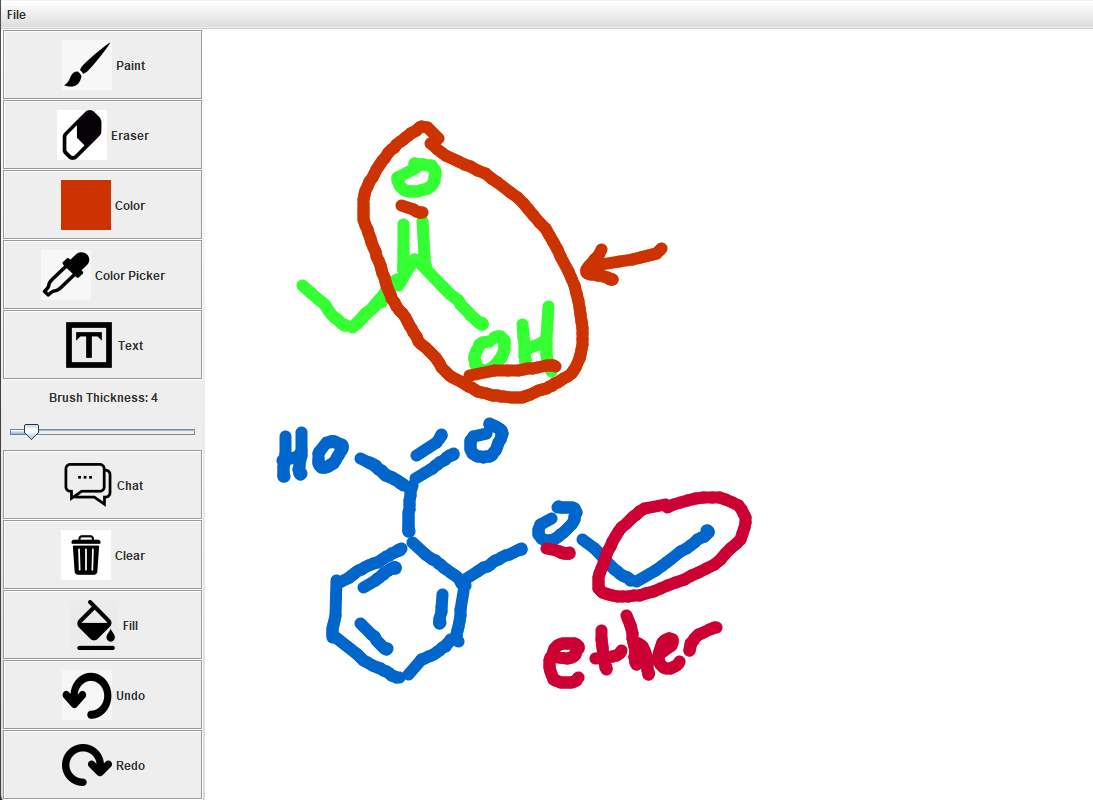 File
Paint
Eraser
Color
Color Picker
Text
Brush Thickness: 4
Chat
Clear
Fill
Undo
Redo
O
OH
HO
O
O
ether